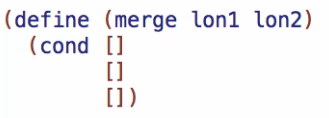 (define (merge lon1 lon2)
(cond []
[]
[])